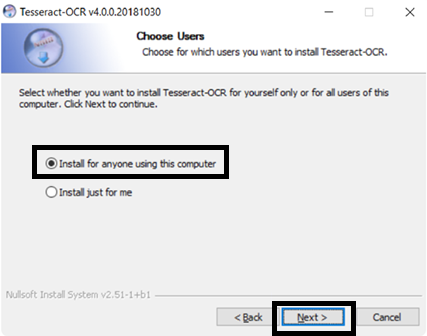 Tesseract-OCR v4.0.0.20181030
Choose Users
Choose for which users you want to install Tesseract-OCR.
Select whether you want to install Tesseract-OCR for yourself only or for all users of this
computer. Click Next to continue.
Install for anyone using this computer
Install just for me
Nullsoft Install System v2.51-1+b1
< Back Next > Cancel